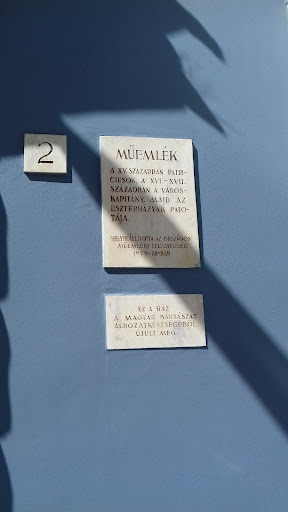 2
MŰEMLÉK
A XV. SZÁZADBAN PATRI-
CIUSOK, A XVI.-XVII.
SZÁZADBAN A VÁROS-
KAPITÁNY, MAJD AZ
ESZTERHÁZYAK PALO-
TÁJA.
HELYREÁLLÍTOTTA AZ ORSZÁGOS
MŰEMLÉKI FELÜGYELŐSÉG
EZ A HÁZ
A MAGYAR BÁNYÁSZAT
ÁLDOZATKÉSZSÉGÉBŐL
ÚJULT MEG.